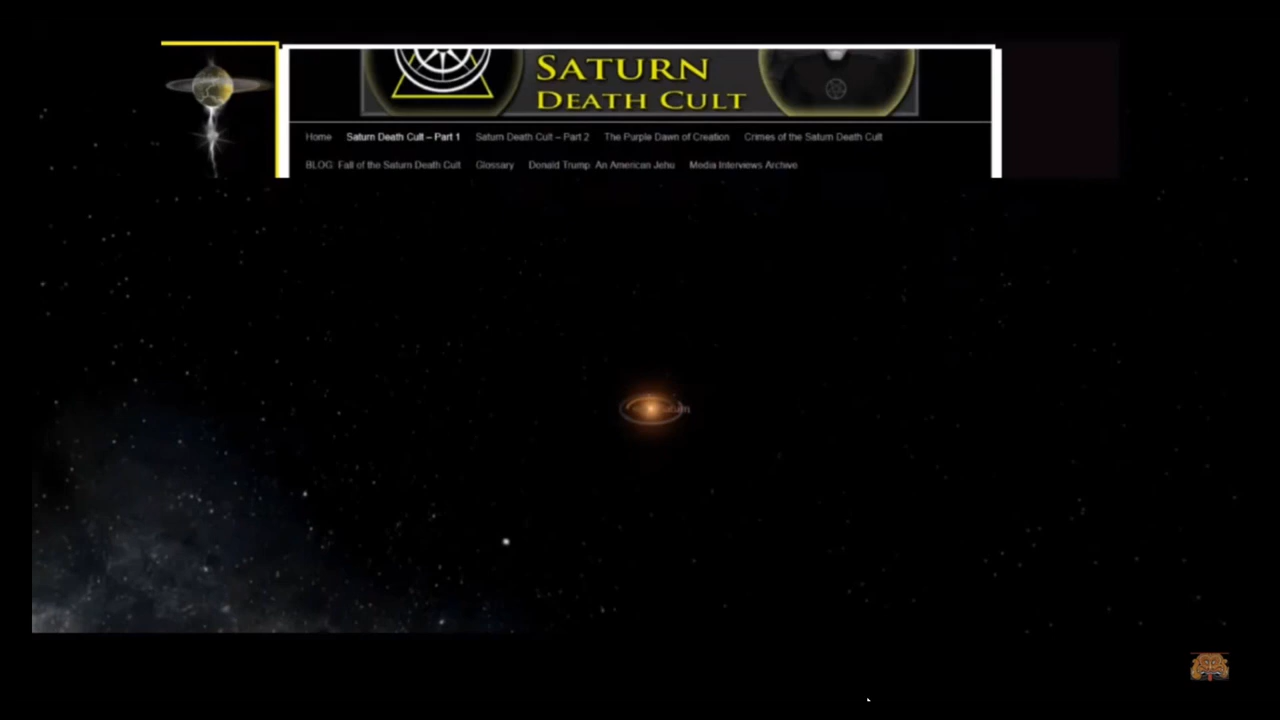 SATURN
DEATH CULT
Home Saturn Death Cult – Part 1 Saturn Death Cult – Part 2 The Purple Dawn of Creation Crimes of the Saturn Death Cult
BLOG: Fall of the Saturn Death Cult Glossary Donald Trump: An American Jehu Media Interviews Archive